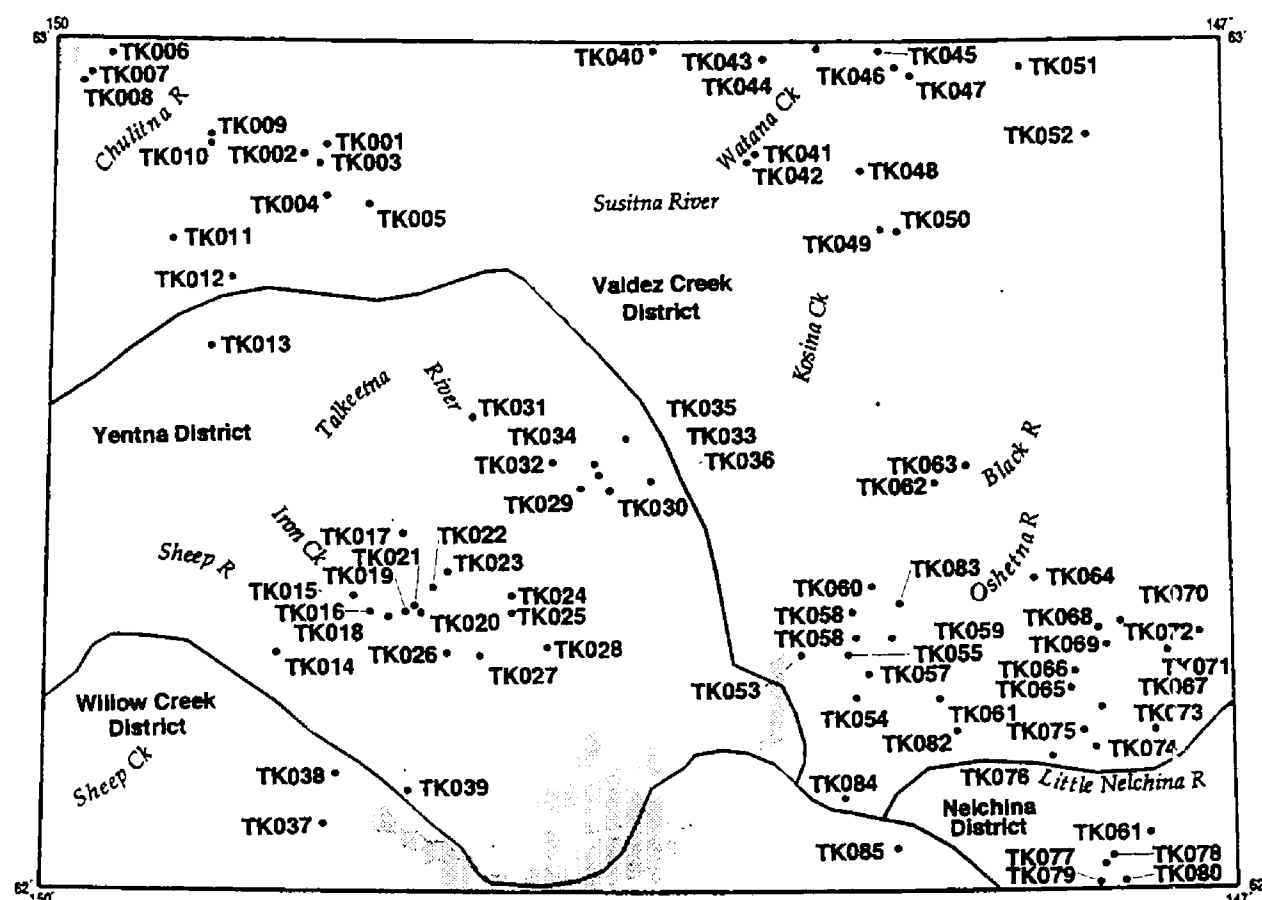 150°
147°
63°
63°
TK006
TK007
TK008
Chulitna R
TK009
TK010
TK002
TK001
TK003
TK004
TK005
TK011
TK012
TK013
TK040
TK043
TK044
TK045
TK046
TK047
TK051
TK052
Watana Ck
TK041
TK042
TK048
Susitna River
TK049
TK050
Valdez Creek
District
Kosina Ck
Talkeetna
River
Yentna District
TK031
TK034
TK032
TK029
TK030
TK035
TK033
TK036
TK063
TK062
Black R
Oshetna R
Iron Ck
Sheep R
TK017
TK022
TK021
TK023
TK019
TK015
TK016
TK018
TK020
TK024
TK025
TK014
TK026
TK027
TK028
TK083
TK060
TK064
TK070
TK058
TK068
TK058
TK059
TK069
TK072
TK055
TK066
TK071
TK057
TK065
TK067
TK053
TK054
TK061
TK075
TK073
TK082
TK074
TK076
Willow Creek
District
Sheep Ck
TK038
TK039
TK037
TK084
Little Nelchina R
Nelchina
District
TK085
TK061
TK077
TK078
TK079
TK080
62
150°
62
147°